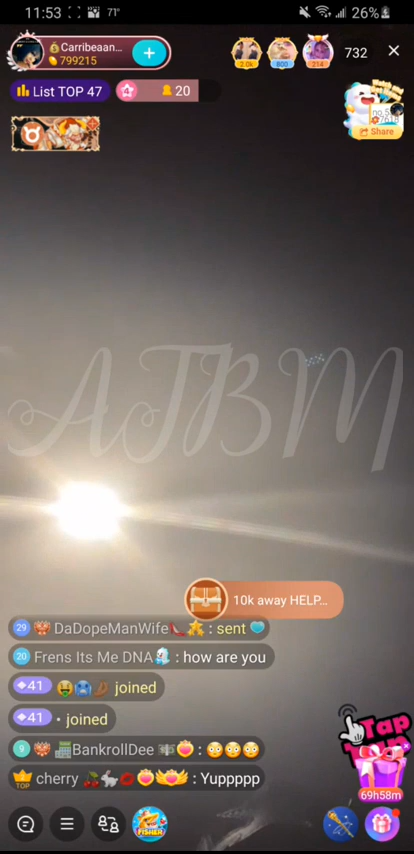 11:53 71° 26%
Carribeaan...
799215
2.0k 800 214 732
List TOP 47 20
Share
AJBM
10k away HELP...
29 DaDopeManWife : sent
20 Frens Its Me DNA : how are you
41 joined
41 • joined
9 BankrollDee :
TOP cherry : Yuppppp
Tap
FISHER
69h58m